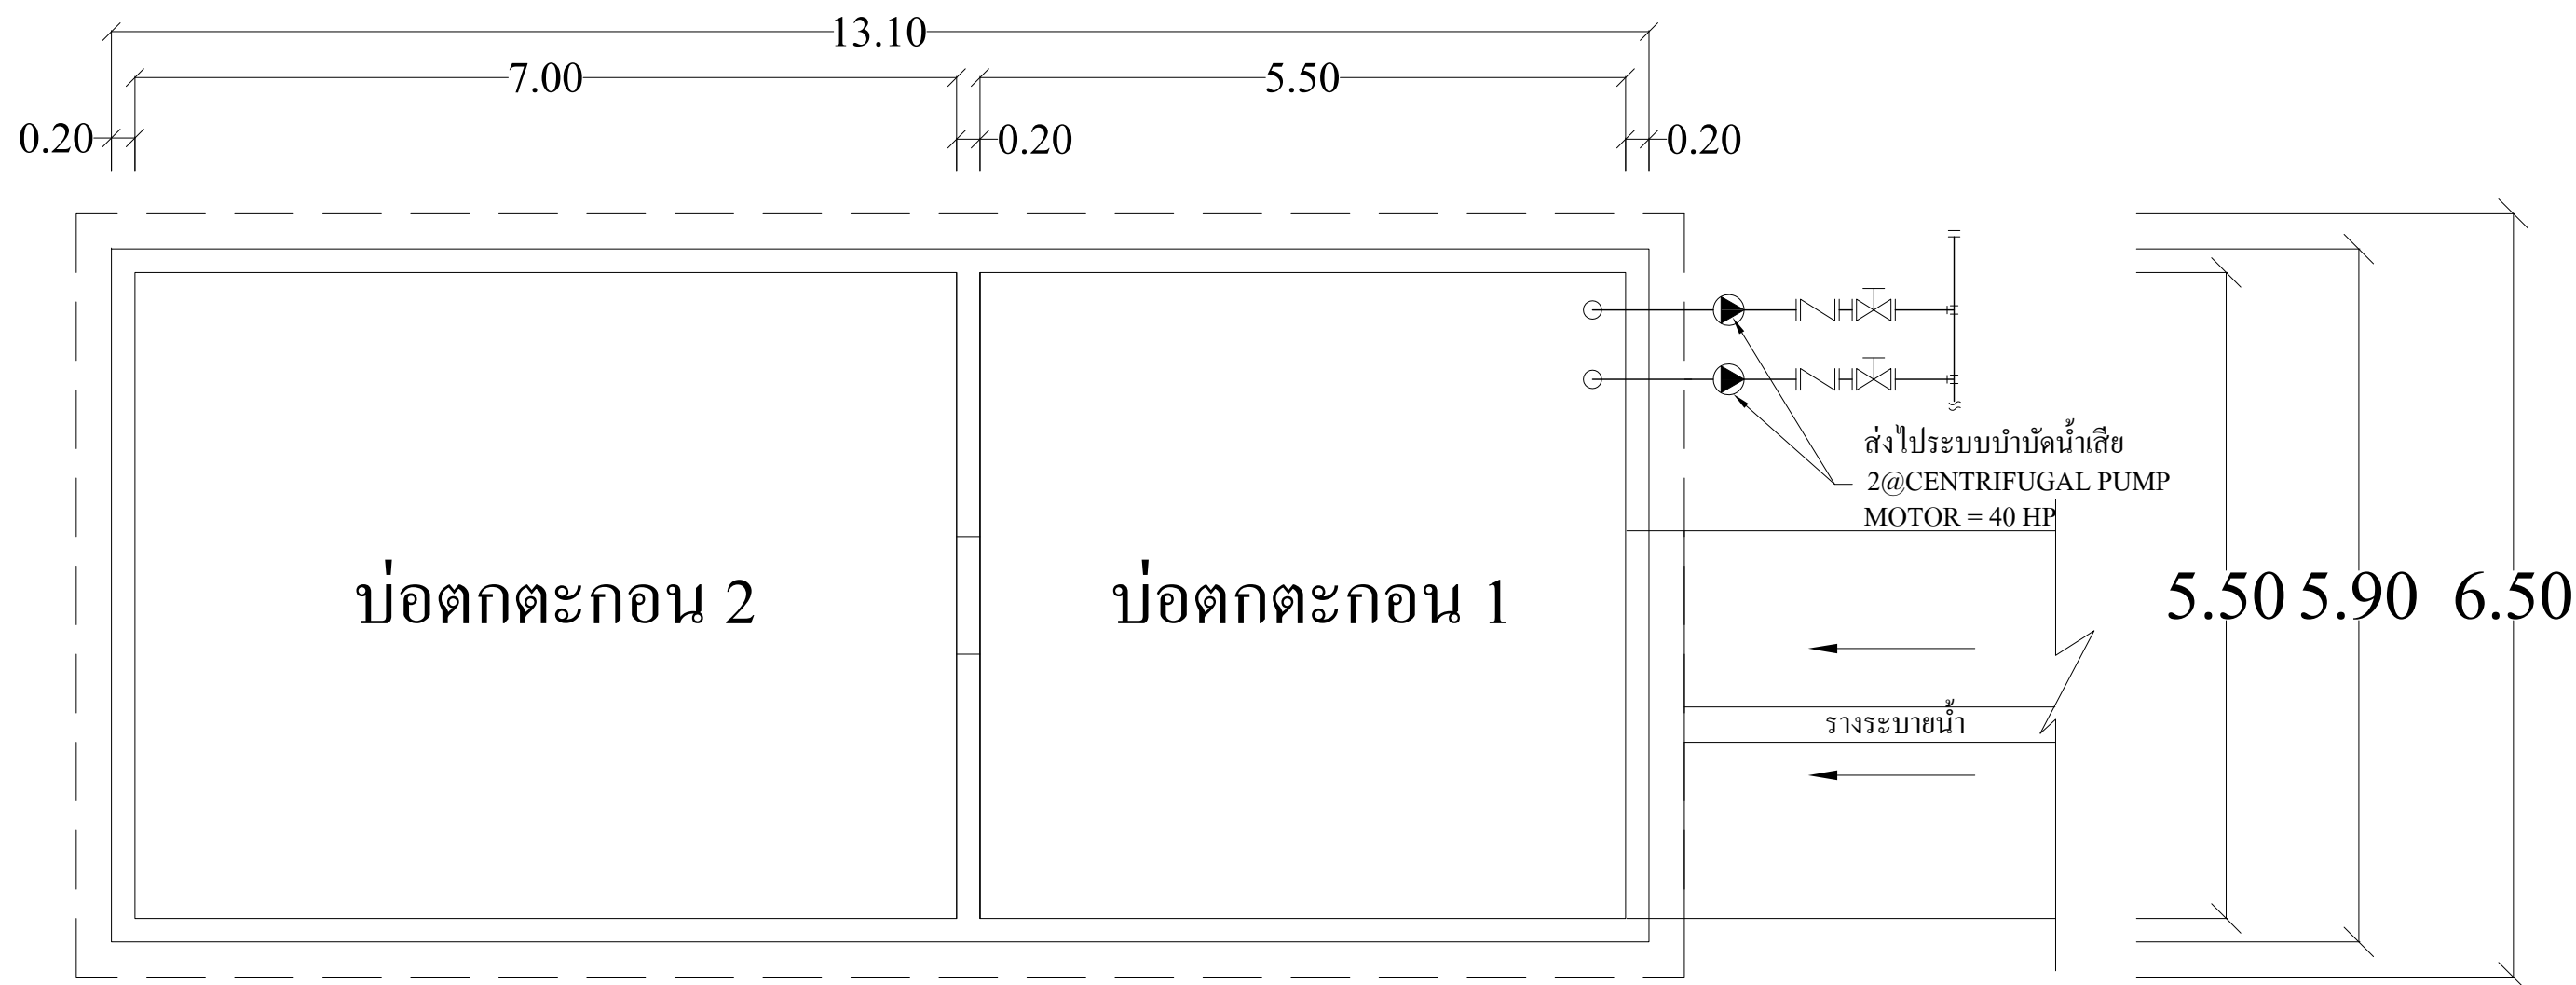 13.10
7.00
5.50
0.20
0.20
0.20
ส่งไประบบบำบัดน้ำเสีย
2@CENTRIFUGAL PUMP
MOTOR = 40 HP
บ่อตกตะกอน 2
บ่อตกตะกอน 1
5.50
5.90
6.50
รางระบายน้ำ